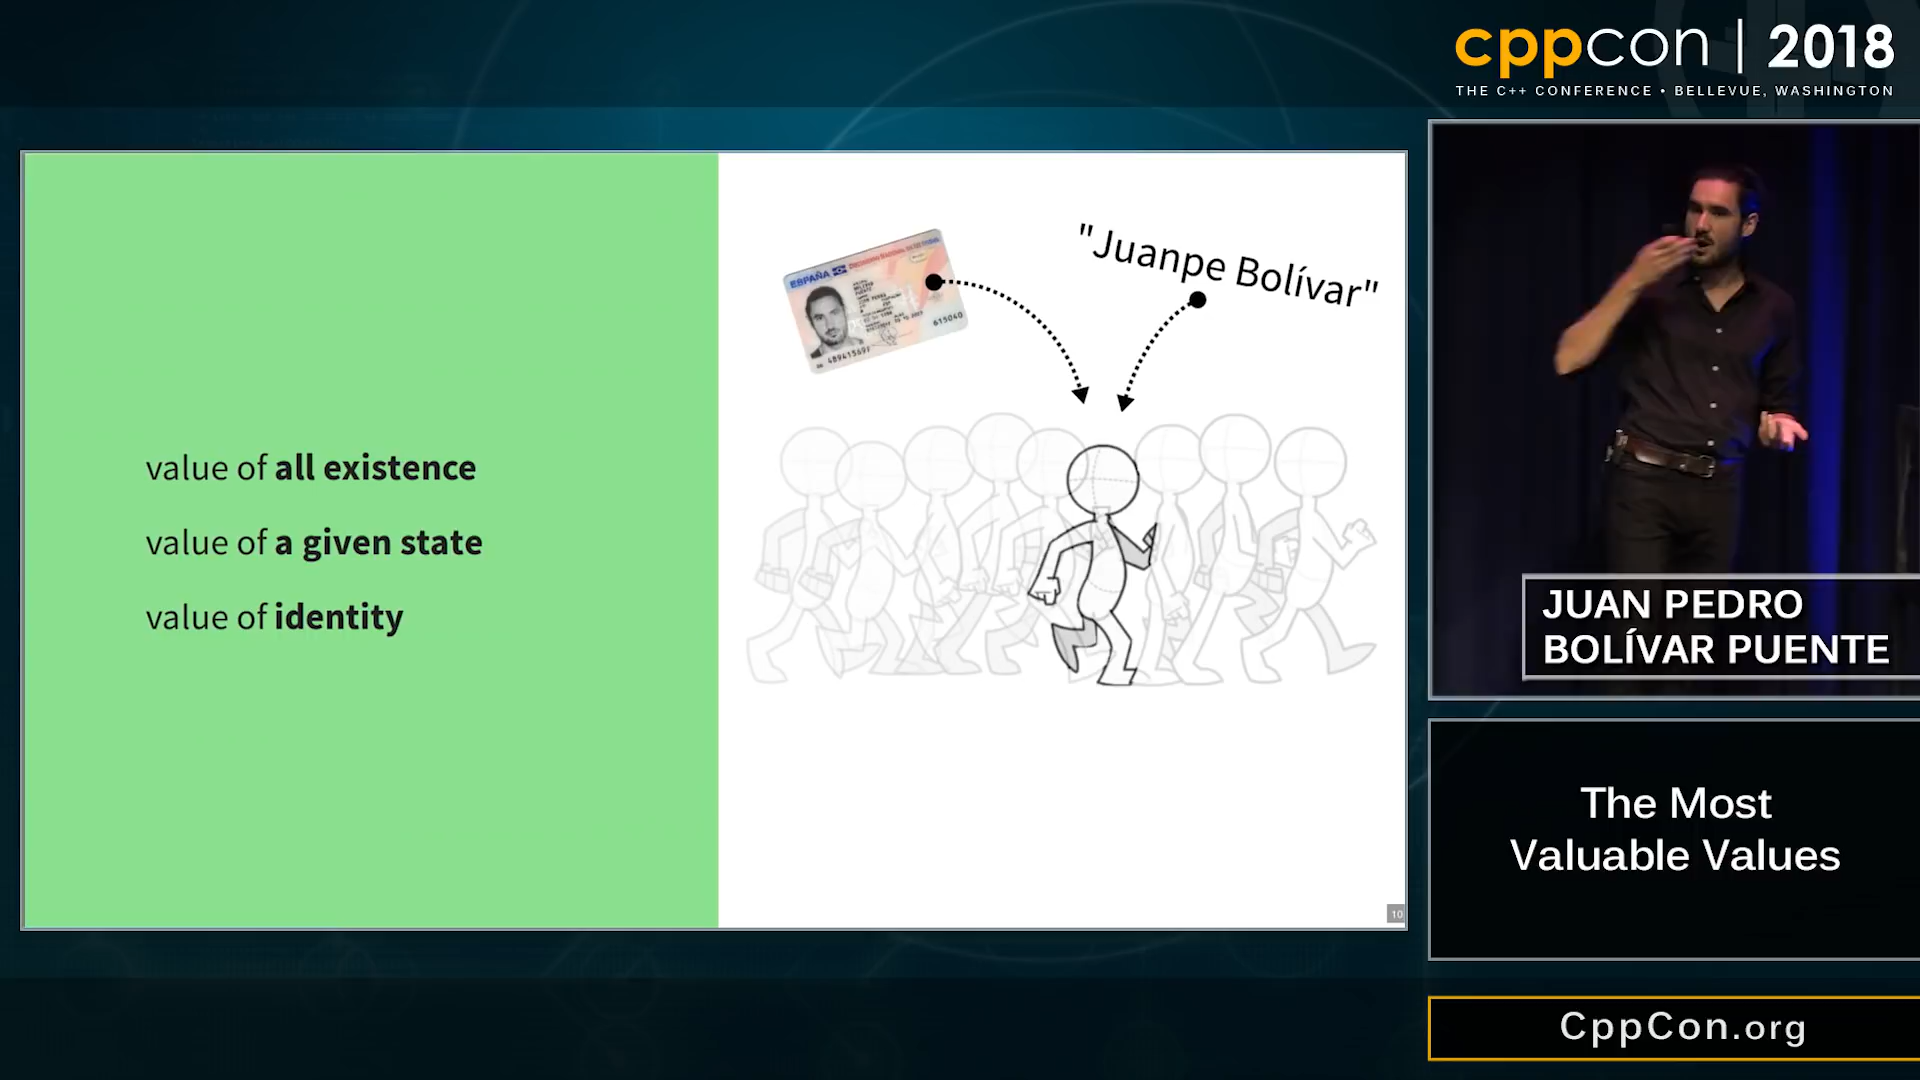 cppcon | 2018
THE C++ CONFERENCE • BELLEVUE, WASHINGTON
"Juanpe Bolívar"
ESPAÑA
615040
value of all existence
value of a given state
value of identity
10
JUAN PEDRO
BOLÍVAR PUENTE
The Most
Valuable Values
CppCon.org